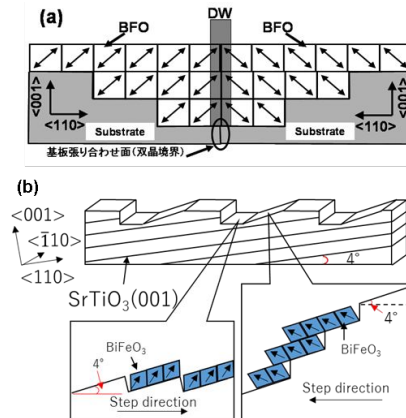 (a)
DW
BFO
BFO
<001>
<110>
Substrate
Substrate
<110>
<001>
基板張り合わせ面(双晶境界)
(b)
<001>
<1̄10>
<110>
SrTiO3(001)
4°
4°
BiFeO3
Step direction
4°
BiFeO3
Step direction